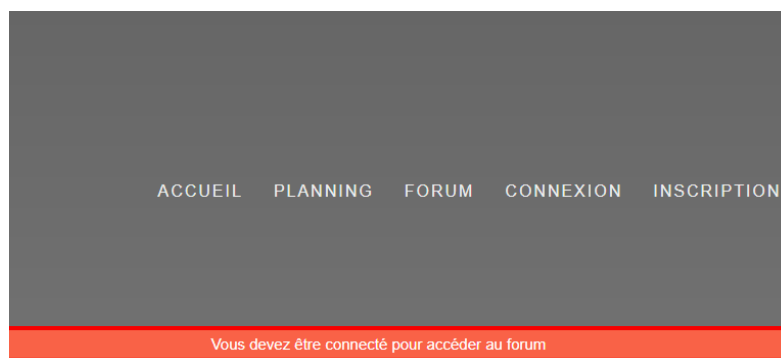 ACCUEIL PLANNING FORUM CONNEXION INSCRIPTION
Vous devez être connecté pour accéder au forum